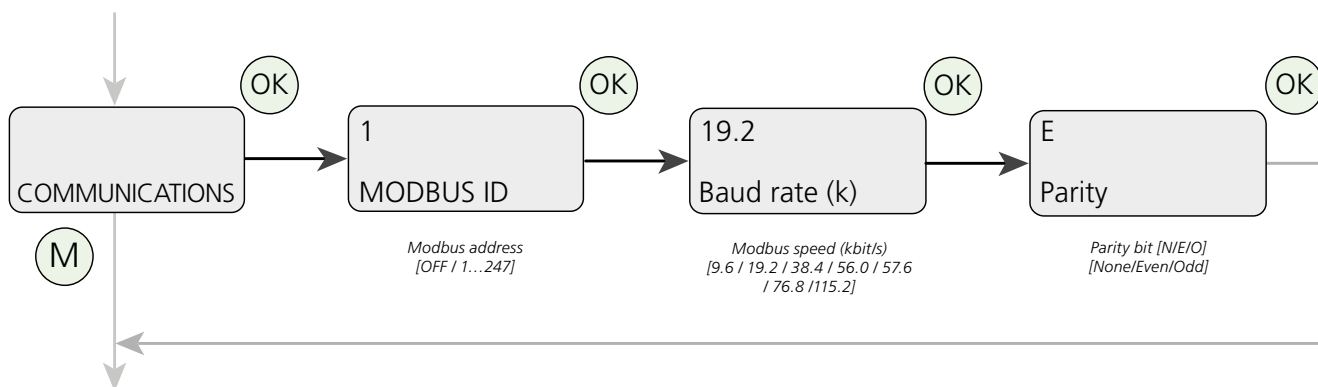 OK
OK
OK
OK
COMMUNICATIONS
M
1
MODBUS ID
Modbus address
[OFF / 1…247]
19.2
Baud rate (k)
Modbus speed (kbit/s)
[9.6 / 19.2 / 38.4 / 56.0 / 57.6
/ 76.8 /115.2]
E
Parity
Parity bit [N/E/O]
[None/Even/Odd]